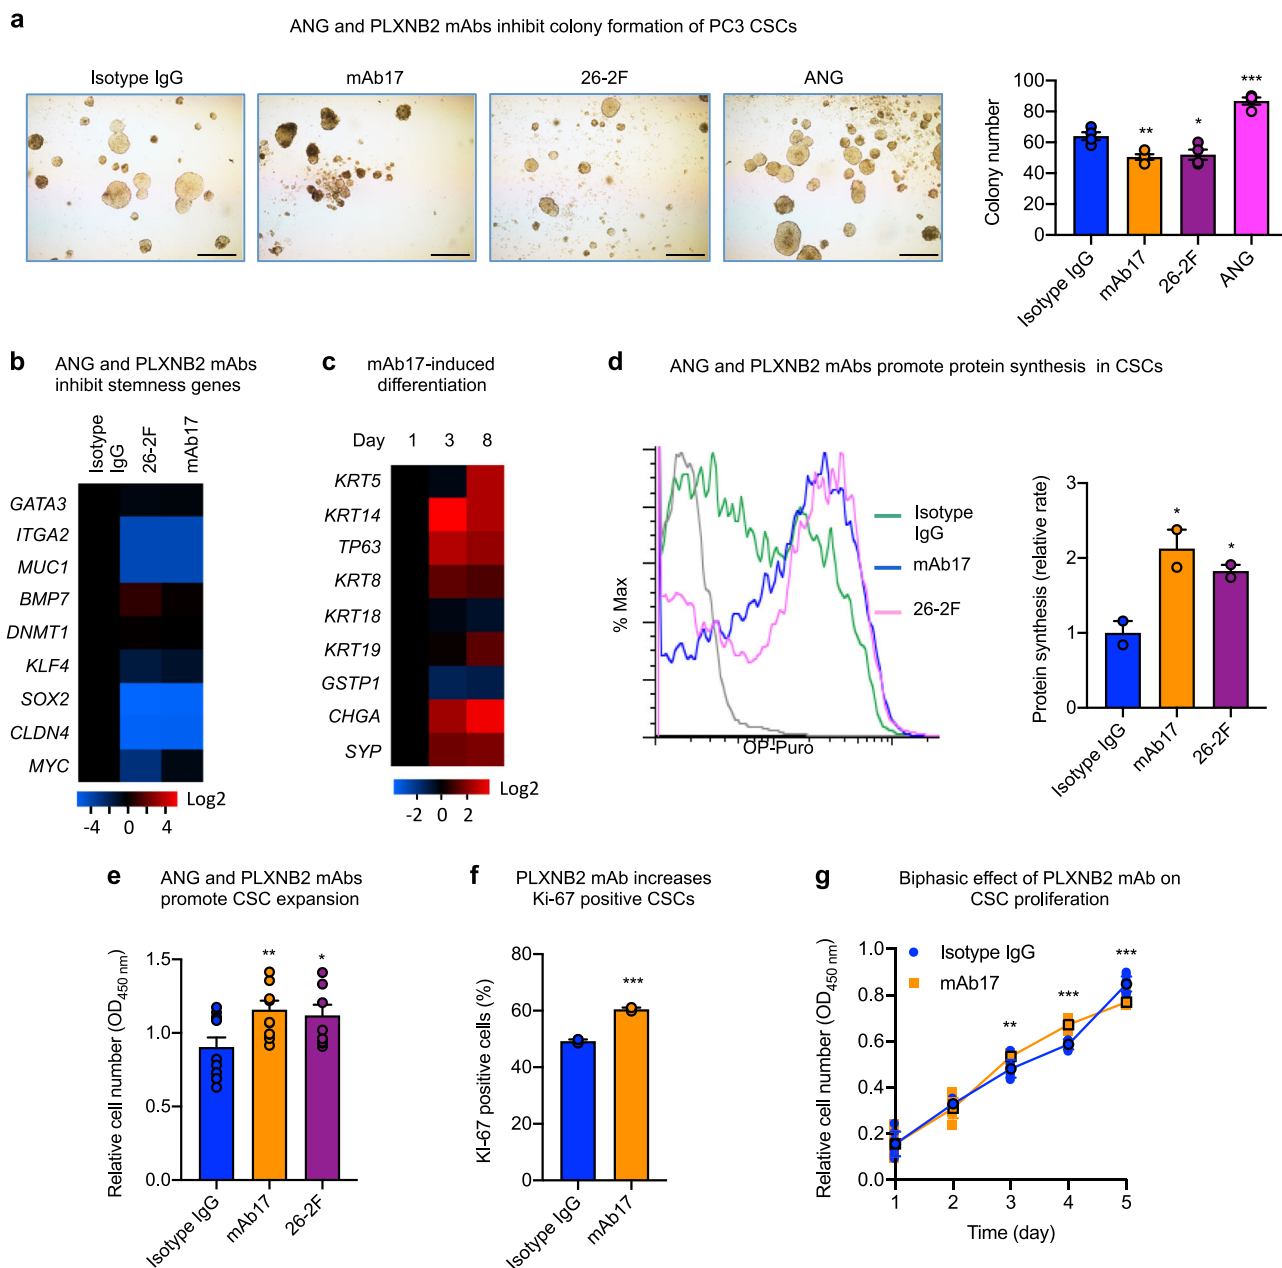 a
ANG and PLXNB2 mAbs inhibit colony formation of PC3 CSCs
Isotype IgG
mAb17
26-2F
ANG
Colony number
100
80
60
40
20
0
***
**
*
Isotype IgG
mAb17
26-2F
ANG
b
ANG and PLXNB2 mAbs
inhibit stemness genes
Isotype
IgG
26-2F
mAb17
GATA3
ITGA2
MUC1
BMP7
DNMT1
KLF4
SOX2
CLDN4
MYC
Log2
-4 0 4
c
mAb17-induced
differentiation
Day 1 3 8
KRT5
KRT14
TP63
KRT8
KRT18
KRT19
GSTP1
CHGA
SYP
Log2
-2 0 2
d
ANG and PLXNB2 mAbs promote protein synthesis in CSCs
% Max
OP-Puro
Isotype
IgG
mAb17
26-2F
Protein synthesis (relative rate)
3
2
1
0
*
*
Isotype IgG
mAb17
26-2F
e
ANG and PLXNB2 mAbs
promote CSC expansion
Relative cell number (OD450 nm)
1.5
1.0
0.5
0.0
**
*
Isotype IgG
mAb17
26-2F
f
PLXNB2 mAb increases
Ki-67 positive CSCs
KI-67 positive cells (%)
80
60
40
20
0
***
Isotype IgG
mAb17
g
Biphasic effect of PLXNB2 mAb on
CSC proliferation
Relative cell number (OD450 nm)
1.0
0.8
0.6
0.4
0.2
0.0
Isotype IgG
mAb17
**
***
***
1 2 3 4 5
Time (day)